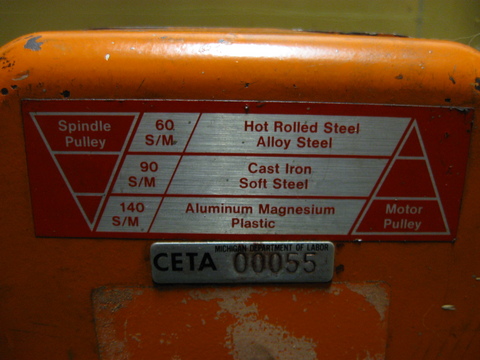 Spindle
Pulley
60
S/M
Hot Rolled Steel
Alloy Steel
90
S/M
Cast Iron
Soft Steel
140
S/M
Aluminum Magnesium
Plastic
Motor
Pulley
MICHIGAN DEPARTMENT OF LABOR
CETA 00055